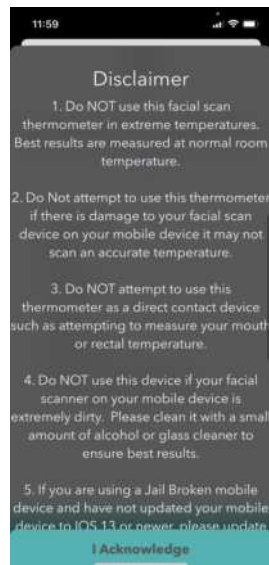 11:59
Disclaimer
1. Do NOT use this facial scan
thermometer in extreme temperatures.
Best results are measured at normal room
temperature.
2. Do Not attempt to use this thermometer
if there is damage to your facial scan
device on your mobile device it may not
scan an accurate temperature.
3. Do NOT attempt to use this
thermometer as a direct contact device
such as attempting to measure your mouth
or rectal temperature.
4. Do NOT use this device if your facial
scanner on your mobile device is
extremely dirty. Please clean it with a small
amount of alcohol or glass cleaner to
ensure best results.
5. If you are using a Jail Broken mobile
device and have not updated your mobile
device to IOS 13 or newer, please update
I Acknowledge